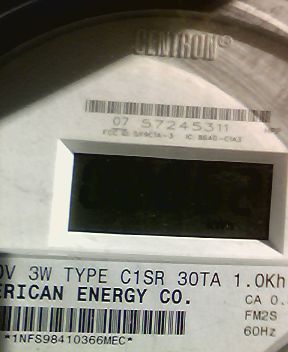 CENTRON®
07 57245311
0V 3W TYPE C1SR 30TA 1.0Kh
ERICAN ENERGY CO.
CA 0.
FM2S
60Hz
*1NFS98410366MEC*